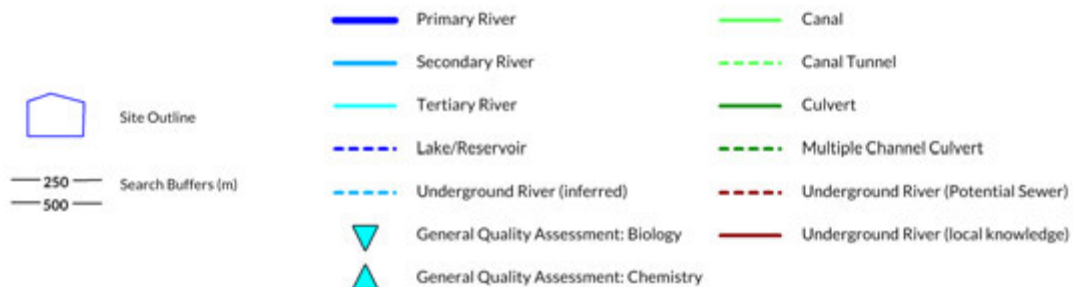 Site Outline
250
500
Search Buffers (m)
Primary River
Secondary River
Tertiary River
Lake/Reservoir
Underground River (inferred)
General Quality Assessment: Biology
General Quality Assessment: Chemistry
Canal
Canal Tunnel
Culvert
Multiple Channel Culvert
Underground River (Potential Sewer)
Underground River (local knowledge)